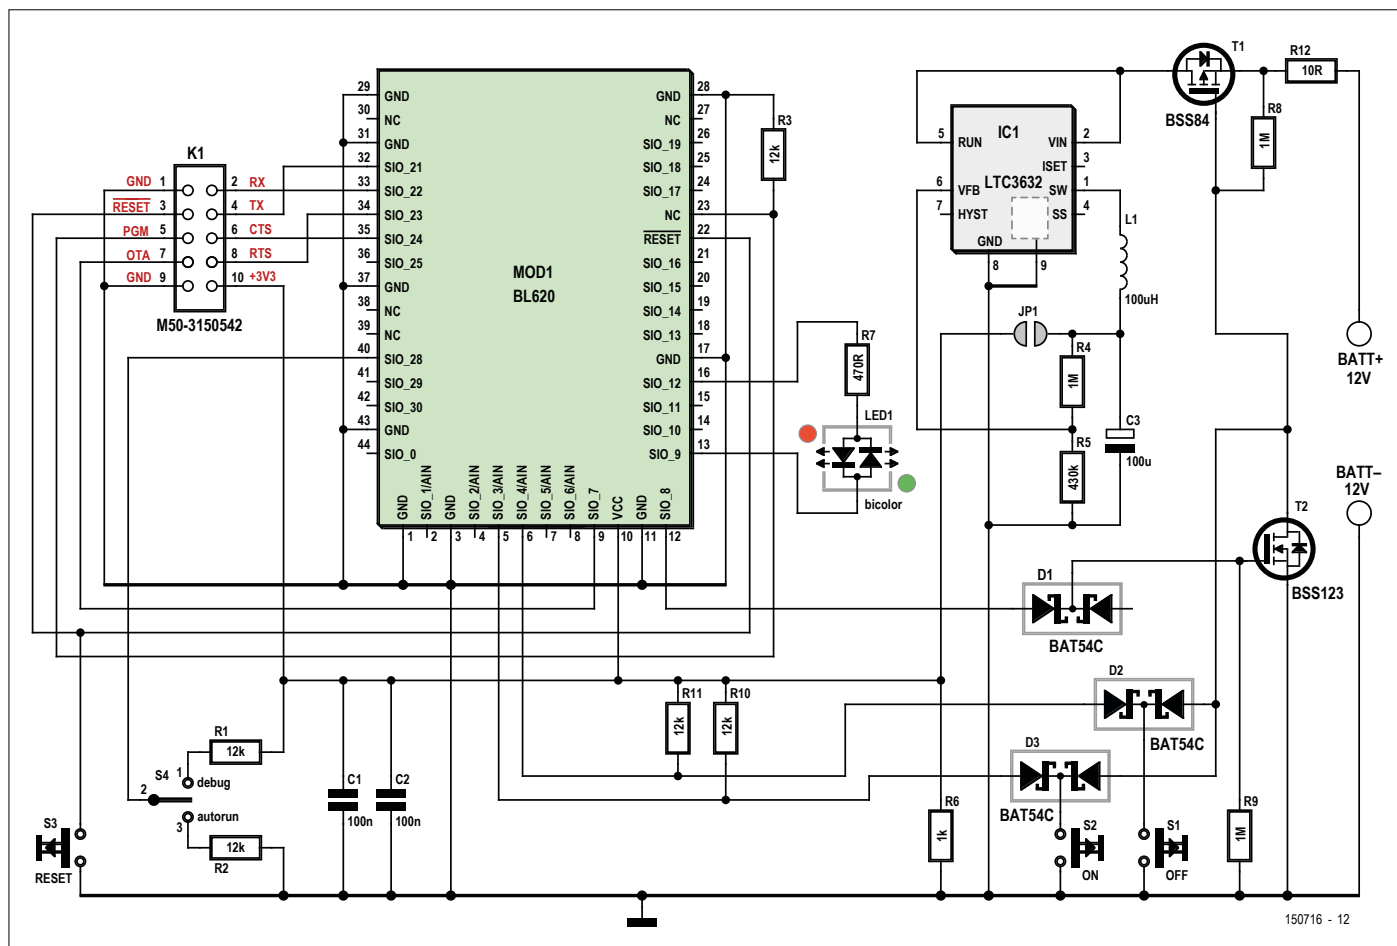 T1
BSS84
R12
10R
R8
1M
BATT+
12V
BATT–
12V
K1
GND 1 2 RX
RESET 3 4 TX
PGM 5 6 CTS
OTA 7 8 RTS
GND 9 10 +3V3
M50-3150542
MOD1
BL620
29 GND
30 NC
31 GND
32 SIO_21
33 SIO_22
34 SIO_23
35 SIO_24
36 SIO_25
37 GND
38 NC
39 NC
40 SIO_28
41 SIO_29
42 SIO_30
43 GND
44 SIO_0
GND 28
NC 27
SIO_19 26
SIO_18 25
SIO_17 24
NC 23
RESET 22
SIO_16 21
SIO_15 20
SIO_14 19
SIO_13 18
GND 17
SIO_12 16
SIO_11 15
SIO_10 14
SIO_9 13
GND 1
SIO_1/AIN 2
GND 3
SIO_2/AIN 4
SIO_3/AIN 5
SIO_4/AIN 6
SIO_5/AIN 7
SIO_6/AIN 8
SIO_7 9
VCC 10
GND 11
SIO_8 12
R3
12k
R7
470R
LED1
bicolor
IC1
LTC3632
5 RUN
6 VFB
7 HYST
VIN 2
ISET 3
SW 1
SS 4
GND
8 9
L1
100uH
JP1
R4
1M
R5
430k
C3
100u
T2
BSS123
D1
BAT54C
D2
BAT54C
D3
BAT54C
R11
12k
R10
12k
R1
12k
S4
1 debug
2
autorun
3
12k
R2
S3
RESET
C1
100n
C2
100n
R6
1k
S2
ON
S1
OFF
R9
1M
150716 - 12